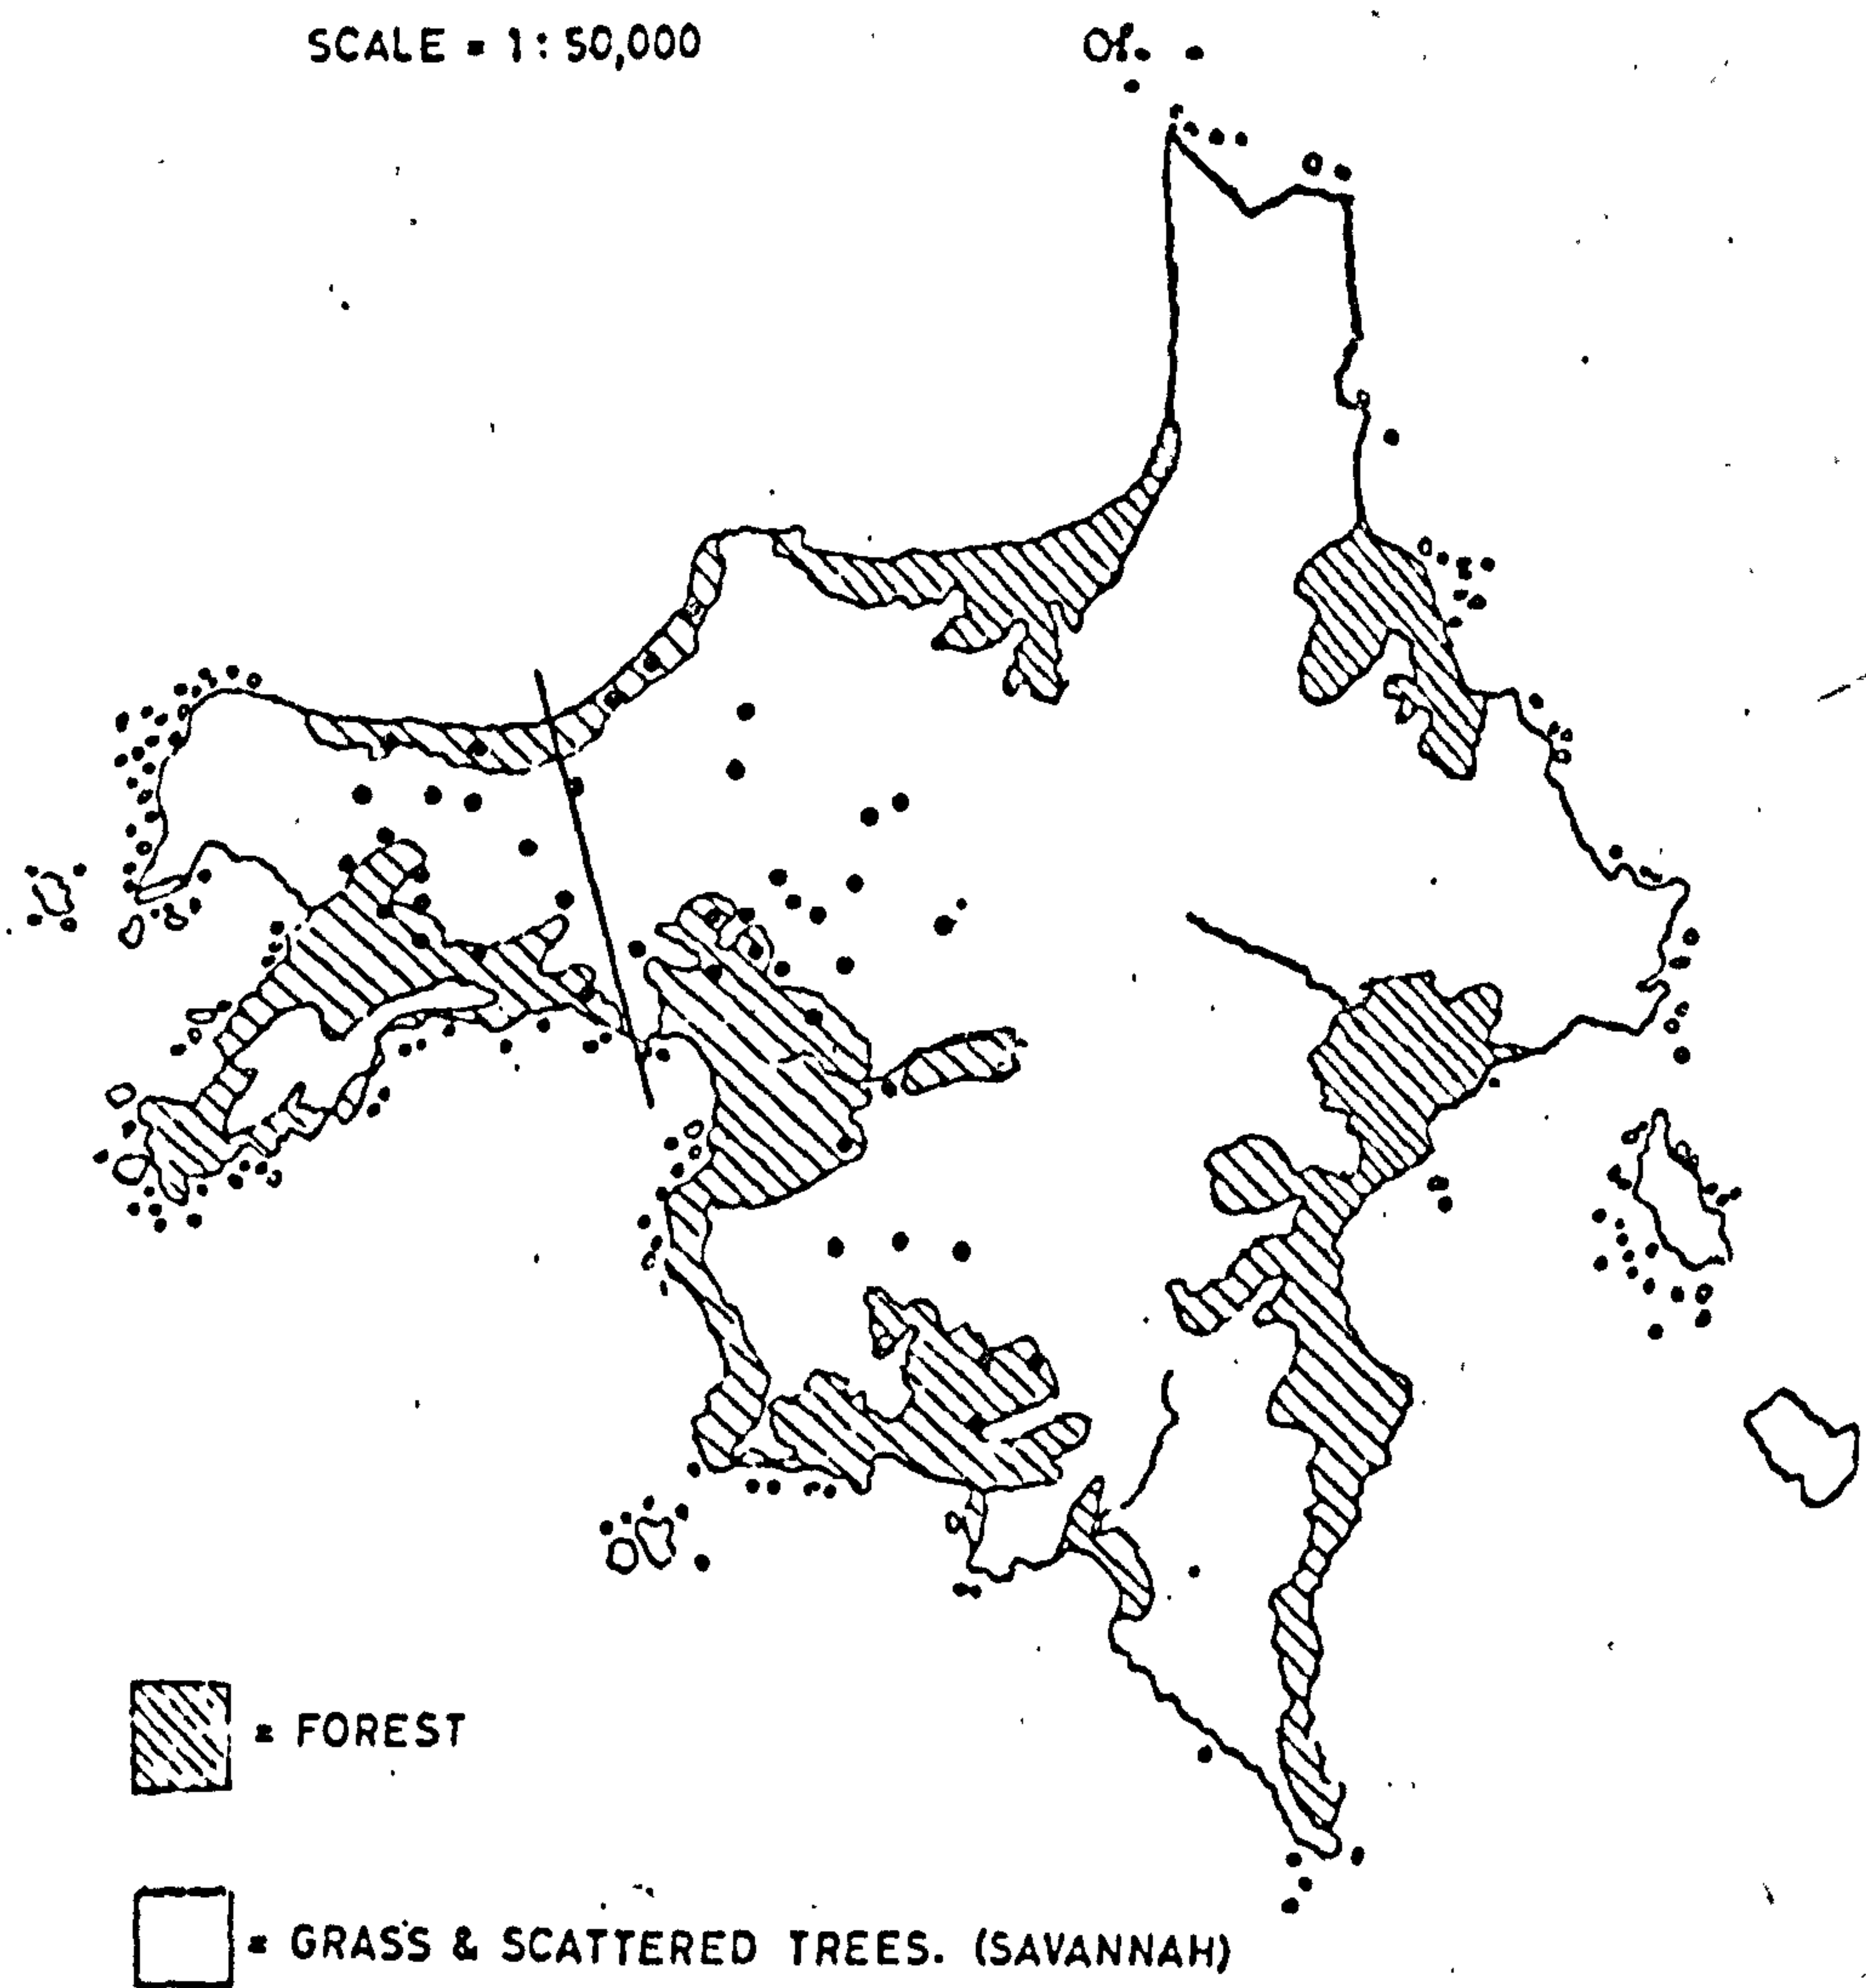 SCALE = 1 : 50,000
= FOREST
= GRASS & SCATTERED TREES. (SAVANNAH)